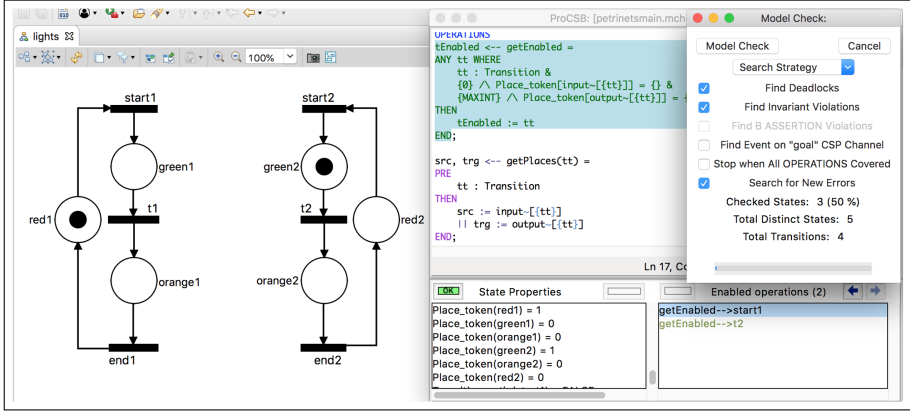 lights
100%
start1
start2
green1
green2
red1
t1
t2
red2
orange1
orange2
end1
end2
ProCSB: [petrinetsmain.mch
OPERATIONS
tEnabled <-- getEnabled =
ANY tt WHERE
tt : Transition &
{0} /\ Place_token[input~[{tt}]] = {} &
{MAXINT} /\ Place_token[output~[{tt}]] = {
THEN
tEnabled := tt
END;
src, trg <-- getPlaces(tt) =
PRE
tt : Transition
THEN
src := input~[{tt}]
|| trg := output~[{tt}]
END;
Ln 17, Co
Model Check:
Model Check
Cancel
Search Strategy
Find Deadlocks
Find Invariant Violations
Find B ASSERTION Violations
Find Event on "goal" CSP Channel
Stop when All OPERATIONS Covered
Search for New Errors
Checked States: 3 (50 %)
Total Distinct States: 5
Total Transitions: 4
OK State Properties
Place_token(red1) = 1
Place_token(green1) = 0
Place_token(orange1) = 0
Place_token(green2) = 1
Place_token(orange2) = 0
Place_token(red2) = 0
Enabled operations (2)
getEnabled-->start1
getEnabled-->t2